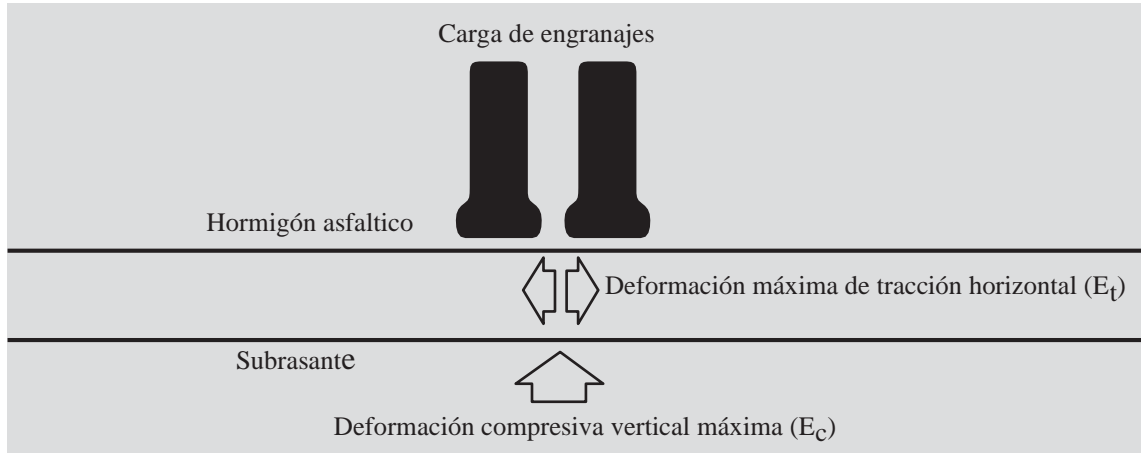 Carga de engranajes
Hormigón asfaltico
Deformación máxima de tracción horizontal (Et)
Subrasante
Deformación compresiva vertical máxima (Ec)